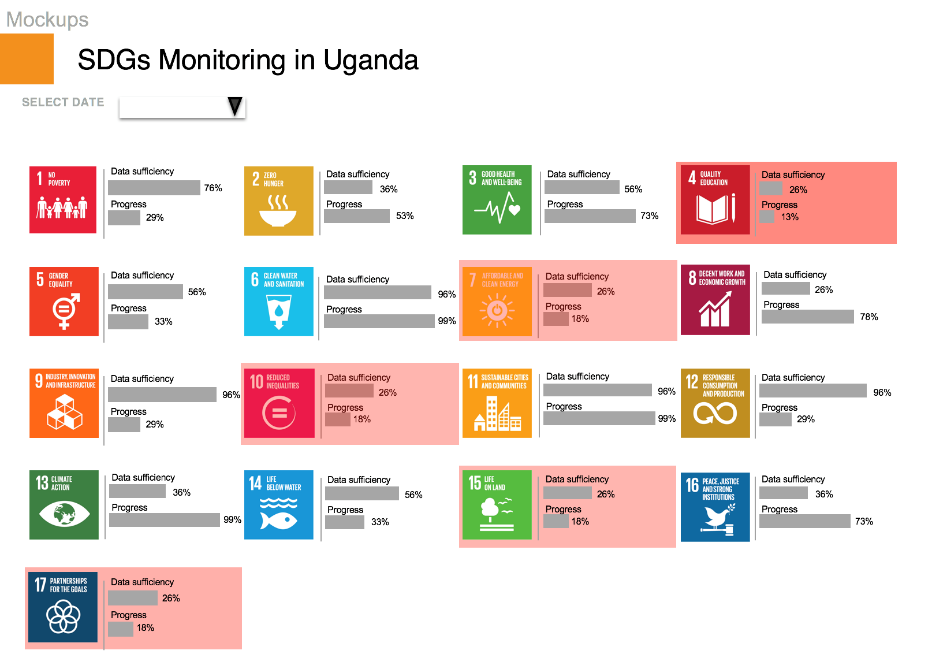 Mockups
SDGs Monitoring in Uganda
SELECT DATE
1 NO
POVERTY
Data sufficiency
76%
Progress
29%
2 ZERO
HUNGER
Data sufficiency
36%
Progress
53%
3 GOOD HEALTH
AND WELL-BEING
Data sufficiency
56%
Progress
73%
4 QUALITY
EDUCATION
Data sufficiency
26%
Progress
13%
5 GENDER
EQUALITY
Data sufficiency
56%
Progress
33%
6 CLEAN WATER
AND SANITATION
Data sufficiency
96%
Progress
99%
7 AFFORDABLE AND
CLEAN ENERGY
Data sufficiency
26%
Progress
18%
8 DECENT WORK AND
ECONOMIC GROWTH
Data sufficiency
26%
Progress
78%
9 INDUSTRY, INNOVATION
AND INFRASTRUCTURE
Data sufficiency
96%
Progress
29%
10 REDUCED
INEQUALITIES
Data sufficiency
26%
Progress
18%
11 SUSTAINABLE CITIES
AND COMMUNITIES
Data sufficiency
96%
Progress
99%
12 RESPONSIBLE
CONSUMPTION
AND PRODUCTION
Data sufficiency
96%
Progress
29%
13 CLIMATE
ACTION
Data sufficiency
36%
Progress
99%
14 LIFE
BELOW WATER
Data sufficiency
56%
Progress
33%
15 LIFE
ON LAND
Data sufficiency
26%
Progress
18%
16 PEACE, JUSTICE
AND STRONG
INSTITUTIONS
Data sufficiency
36%
Progress
73%
17 PARTNERSHIPS
FOR THE GOALS
Data sufficiency
26%
Progress
18%